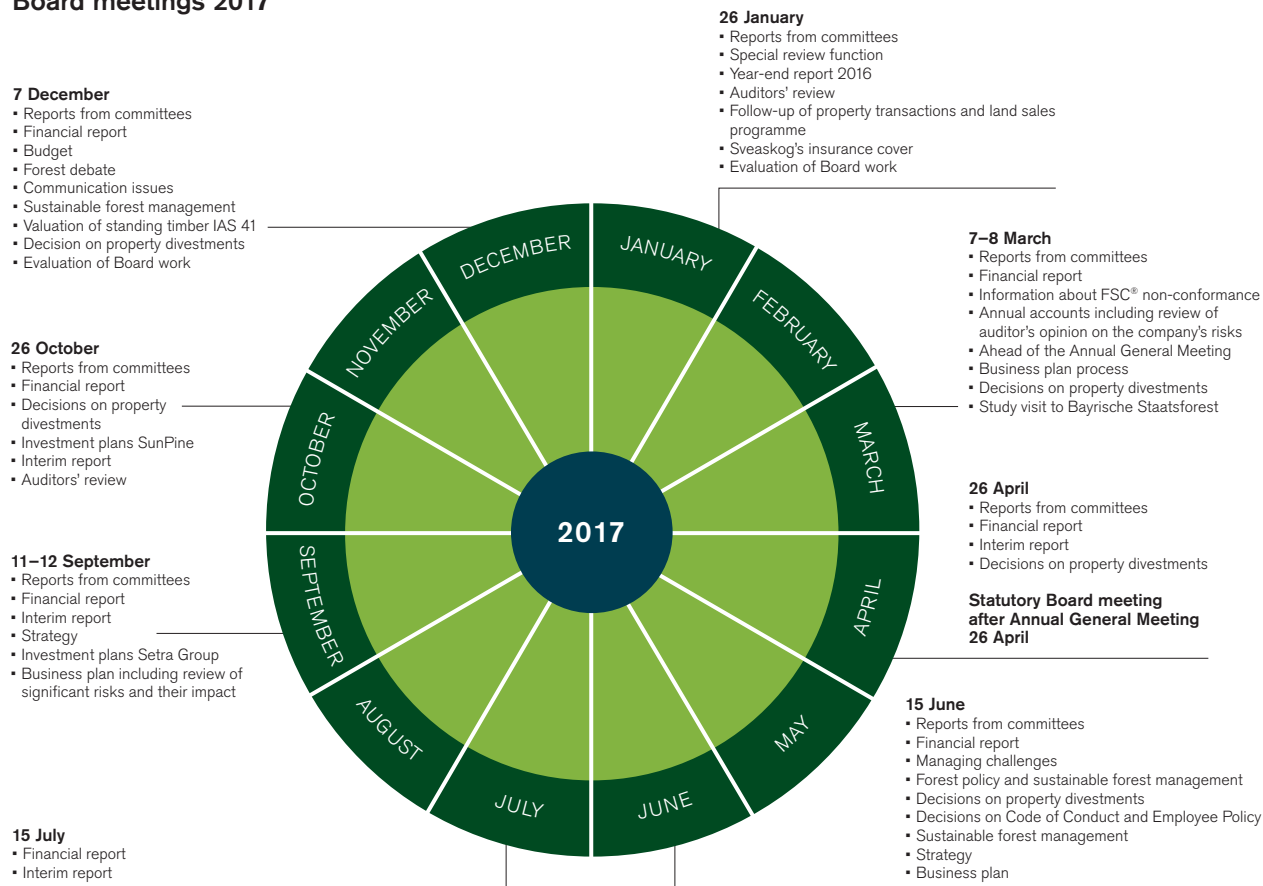 Board meetings 2017
26 January
▪ Reports from committees
▪ Special review function
▪ Year-end report 2016
▪ Auditors' review
▪ Follow-up of property transactions and land sales
programme
▪ Sveaskog's insurance cover
▪ Evaluation of Board work
7–8 March
▪ Reports from committees
▪ Financial report
▪ Information about FSC® non-conformance
▪ Annual accounts including review of
auditor's opinion on the company's risks
▪ Ahead of the Annual General Meeting
▪ Business plan process
▪ Decisions on property divestments
▪ Study visit to Bayrische Staatsforest
26 April
▪ Reports from committees
▪ Financial report
▪ Interim report
▪ Decisions on property divestments
Statutory Board meeting
after Annual General Meeting
26 April
15 June
▪ Reports from committees
▪ Financial report
▪ Managing challenges
▪ Forest policy and sustainable forest management
▪ Decisions on property divestments
▪ Decisions on Code of Conduct and Employee Policy
▪ Sustainable forest management
▪ Strategy
▪ Business plan
15 July
▪ Financial report
▪ Interim report
11–12 September
▪ Reports from committees
▪ Financial report
▪ Interim report
▪ Strategy
▪ Investment plans Setra Group
▪ Business plan including review of
significant risks and their impact
26 October
▪ Reports from committees
▪ Financial report
▪ Decisions on property
divestments
▪ Investment plans SunPine
▪ Interim report
▪ Auditors' review
7 December
▪ Reports from committees
▪ Financial report
▪ Budget
▪ Forest debate
▪ Communication issues
▪ Sustainable forest management
▪ Valuation of standing timber IAS 41
▪ Decision on property divestments
▪ Evaluation of Board work
JANUARY
FEBRUARY
MARCH
APRIL
MAY
JUNE
JULY
AUGUST
SEPTEMBER
OCTOBER
NOVEMBER
DECEMBER
2017